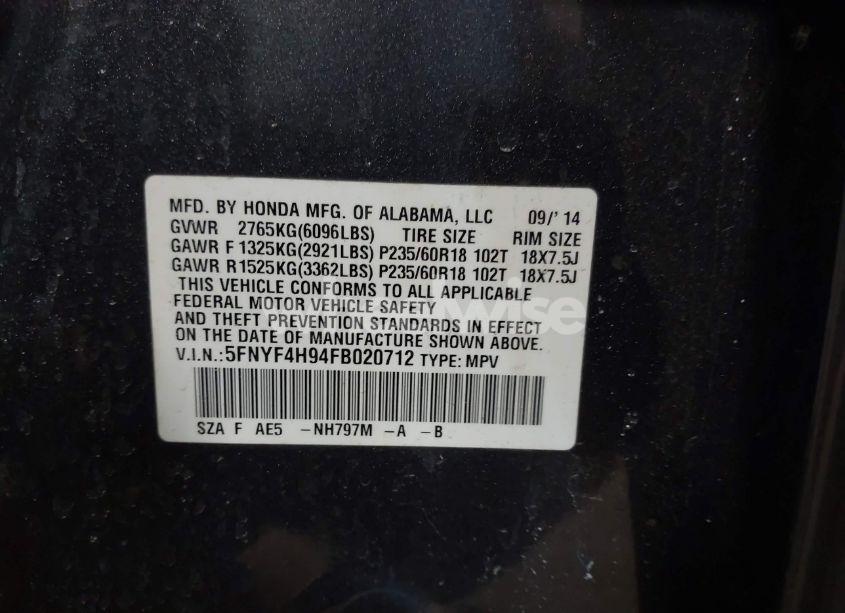 MFD. BY HONDA MFG. OF ALABAMA, LLC 09/' 14
GVWR 2765KG(6096LBS) TIRE SIZE RIM SIZE
GAWR F 1325KG(2921LBS) P235/60R18 102T 18X7.5J
GAWR R 1525KG(3362LBS) P235/60R18 102T 18X7.5J
THIS VEHICLE CONFORMS TO ALL APPLICABLE
FEDERAL MOTOR VEHICLE SAFETY
AND THEFT PREVENTION STANDARDS IN EFFECT
ON THE DATE OF MANUFACTURE SHOWN ABOVE.
V.I.N.:5FNYF4H94FB020712 TYPE: MPV
SZA F AE5 -NH797M -A -B